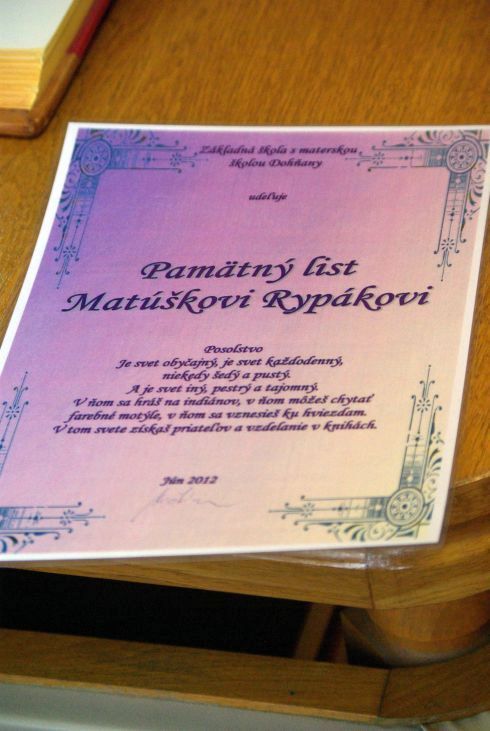 Základná škola s materskou
školou Dohňany
udeľuje
Pamätný list
Matúškovi Rypákovi
Posolstvo
Je svet obyčajný, je svet každodenný,
niekedy šedý a pustý.
A je svet iný, pestrý a tajomný.
V ňom sa hráš na indiánov, v ňom môžeš chytať
farebné motýle, v ňom sa vznesieš ku hviezdam.
V tom svete získaš priateľov a vzdelanie v knihách.
Jún 2012